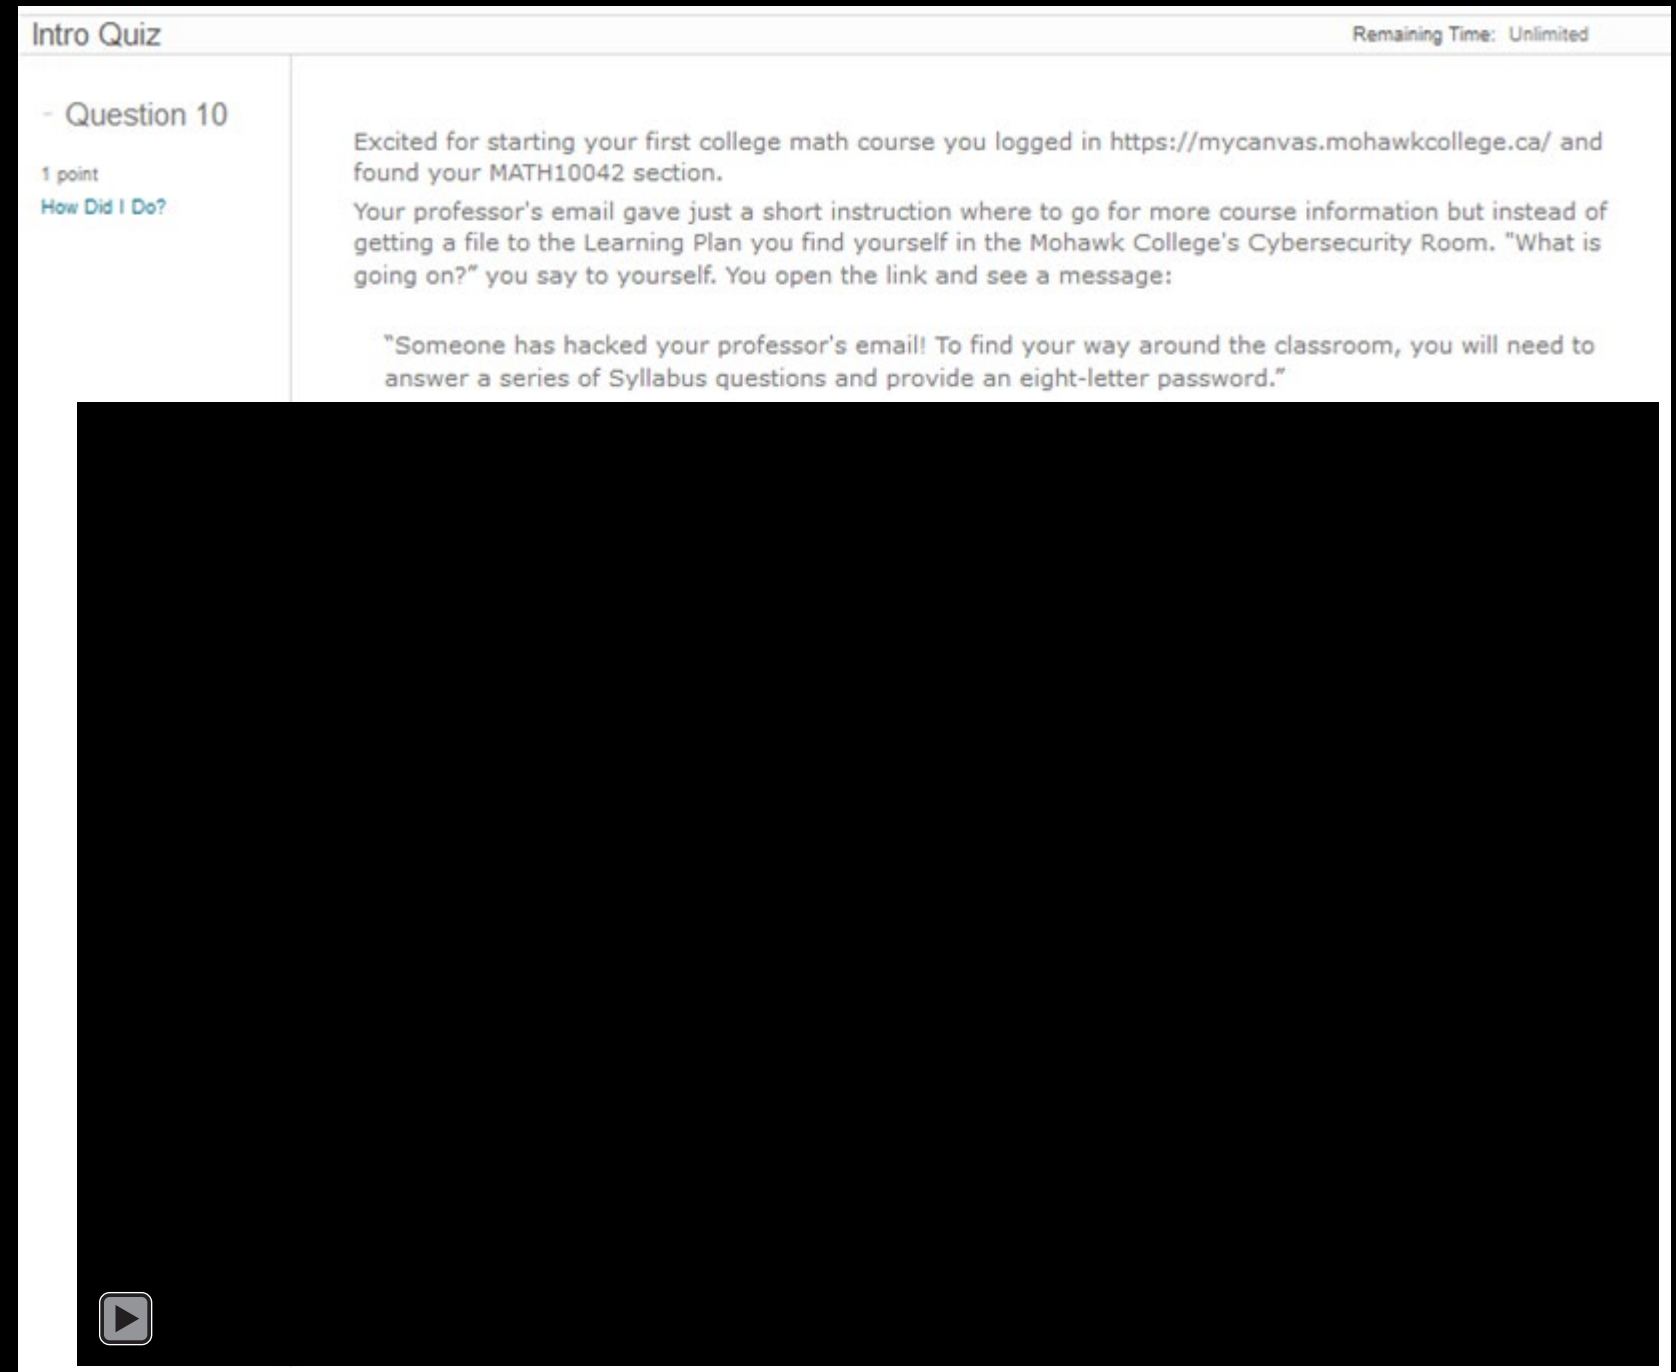 Intro Quiz
Remaining Time: Unlimited
- Question 10
1 point
How Did I Do?
Excited for starting your first college math course you logged in https://mycanvas.mohawkcollege.ca/ and
found your MATH10042 section.
Your professor's email gave just a short instruction where to go for more course information but instead of
getting a file to the Learning Plan you find yourself in the Mohawk College's Cybersecurity Room. "What is
going on?” you say to yourself. You open the link and see a message:
“Someone has hacked your professor's email! To find your way around the classroom, you will need to
answer a series of Syllabus questions and provide an eight-letter password.”